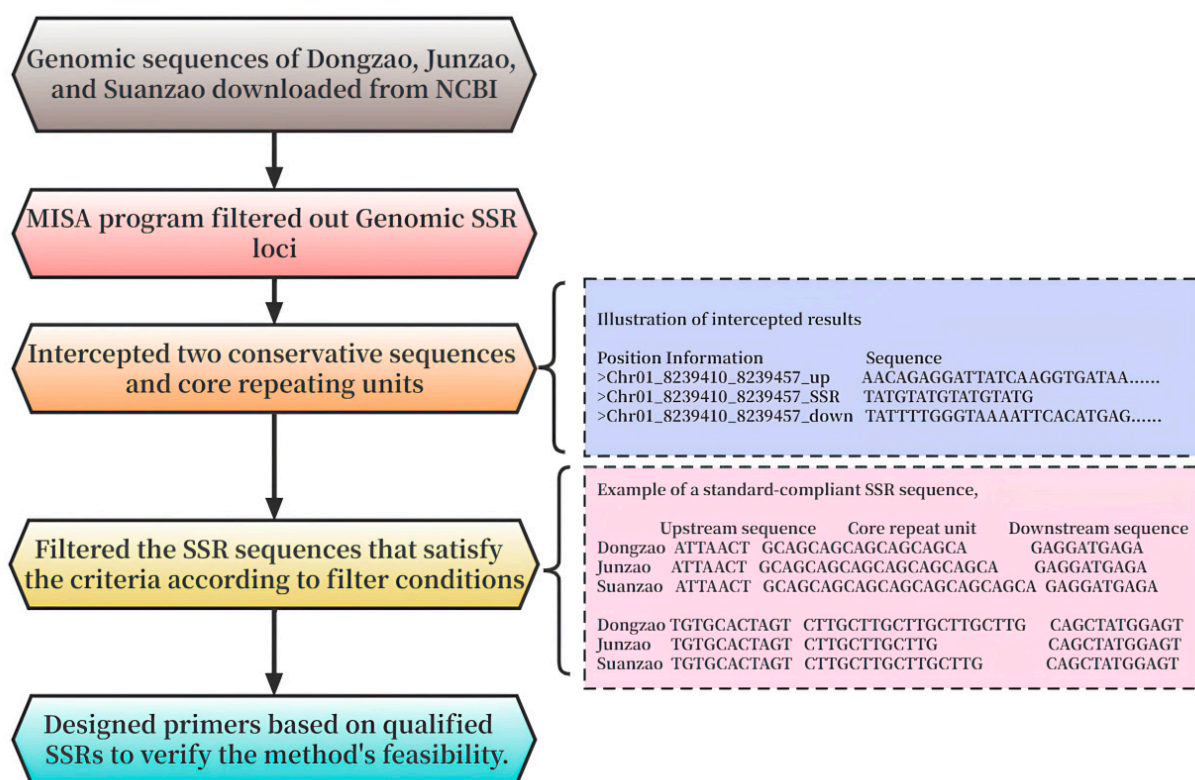 Genomic sequences of Dongzao, Junzao,
and Suanzao downloaded from NCBI
MISA program filtered out Genomic SSR
loci
Intercepted two conservative sequences
and core repeating units
Illustration of intercepted results
Position Information Sequence
>Chr01_8239410_8239457_up AACAGAGGATTATCAAGGTGATAA......
>Chr01_8239410_8239457_SSR TATGTATGTATGTATG
>Chr01_8239410_8239457_down TATTTTGGGTAAAATTCACATGAG......
Filtered the SSR sequences that satisfy
the criteria according to filter conditions
Example of a standard-compliant SSR sequence,
Upstream sequence Core repeat unit Downstream sequence
Dongzao ATTAACT GCAGCAGCAGCAGCAGCA GAGGATGAGA
Junzao ATTAACT GCAGCAGCAGCAGCAGCAGCA GAGGATGAGA
Suanzao ATTAACT GCAGCAGCAGCAGCAGCAGCAGCA GAGGATGAGA
Dongzao TGTGCACTAGT CTTGCTTGCTTGCTTGCTTG CAGCTATGGAGT
Junzao TGTGCACTAGT CTTGCTTGCTTG CAGCTATGGAGT
Suanzao TGTGCACTAGT CTTGCTTGCTTGCTTG CAGCTATGGAGT
Designed primers based on qualified
SSRs to verify the method's feasibility.